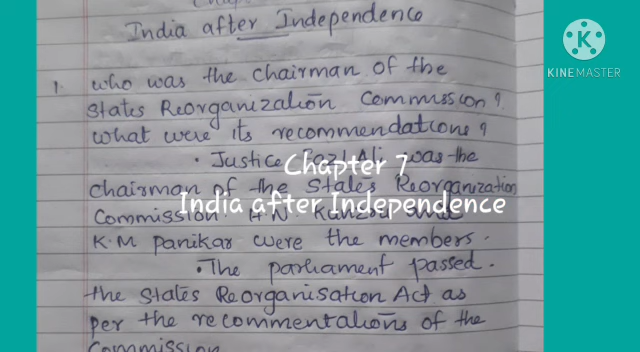 India after Independence
1. who was the chairman of the
States Reorganization Commission?
what were its recommendations?
• Justice Fazl Ali was the
chairman of the States Reorganization
Commission. H.N. Kunzru and
K.M Panikar were the members.
• The parliament passed.
the States Reorganisation Act as
per the recommentations of the
Commission
Chapter 7
India after Independence
K
KINEMASTER